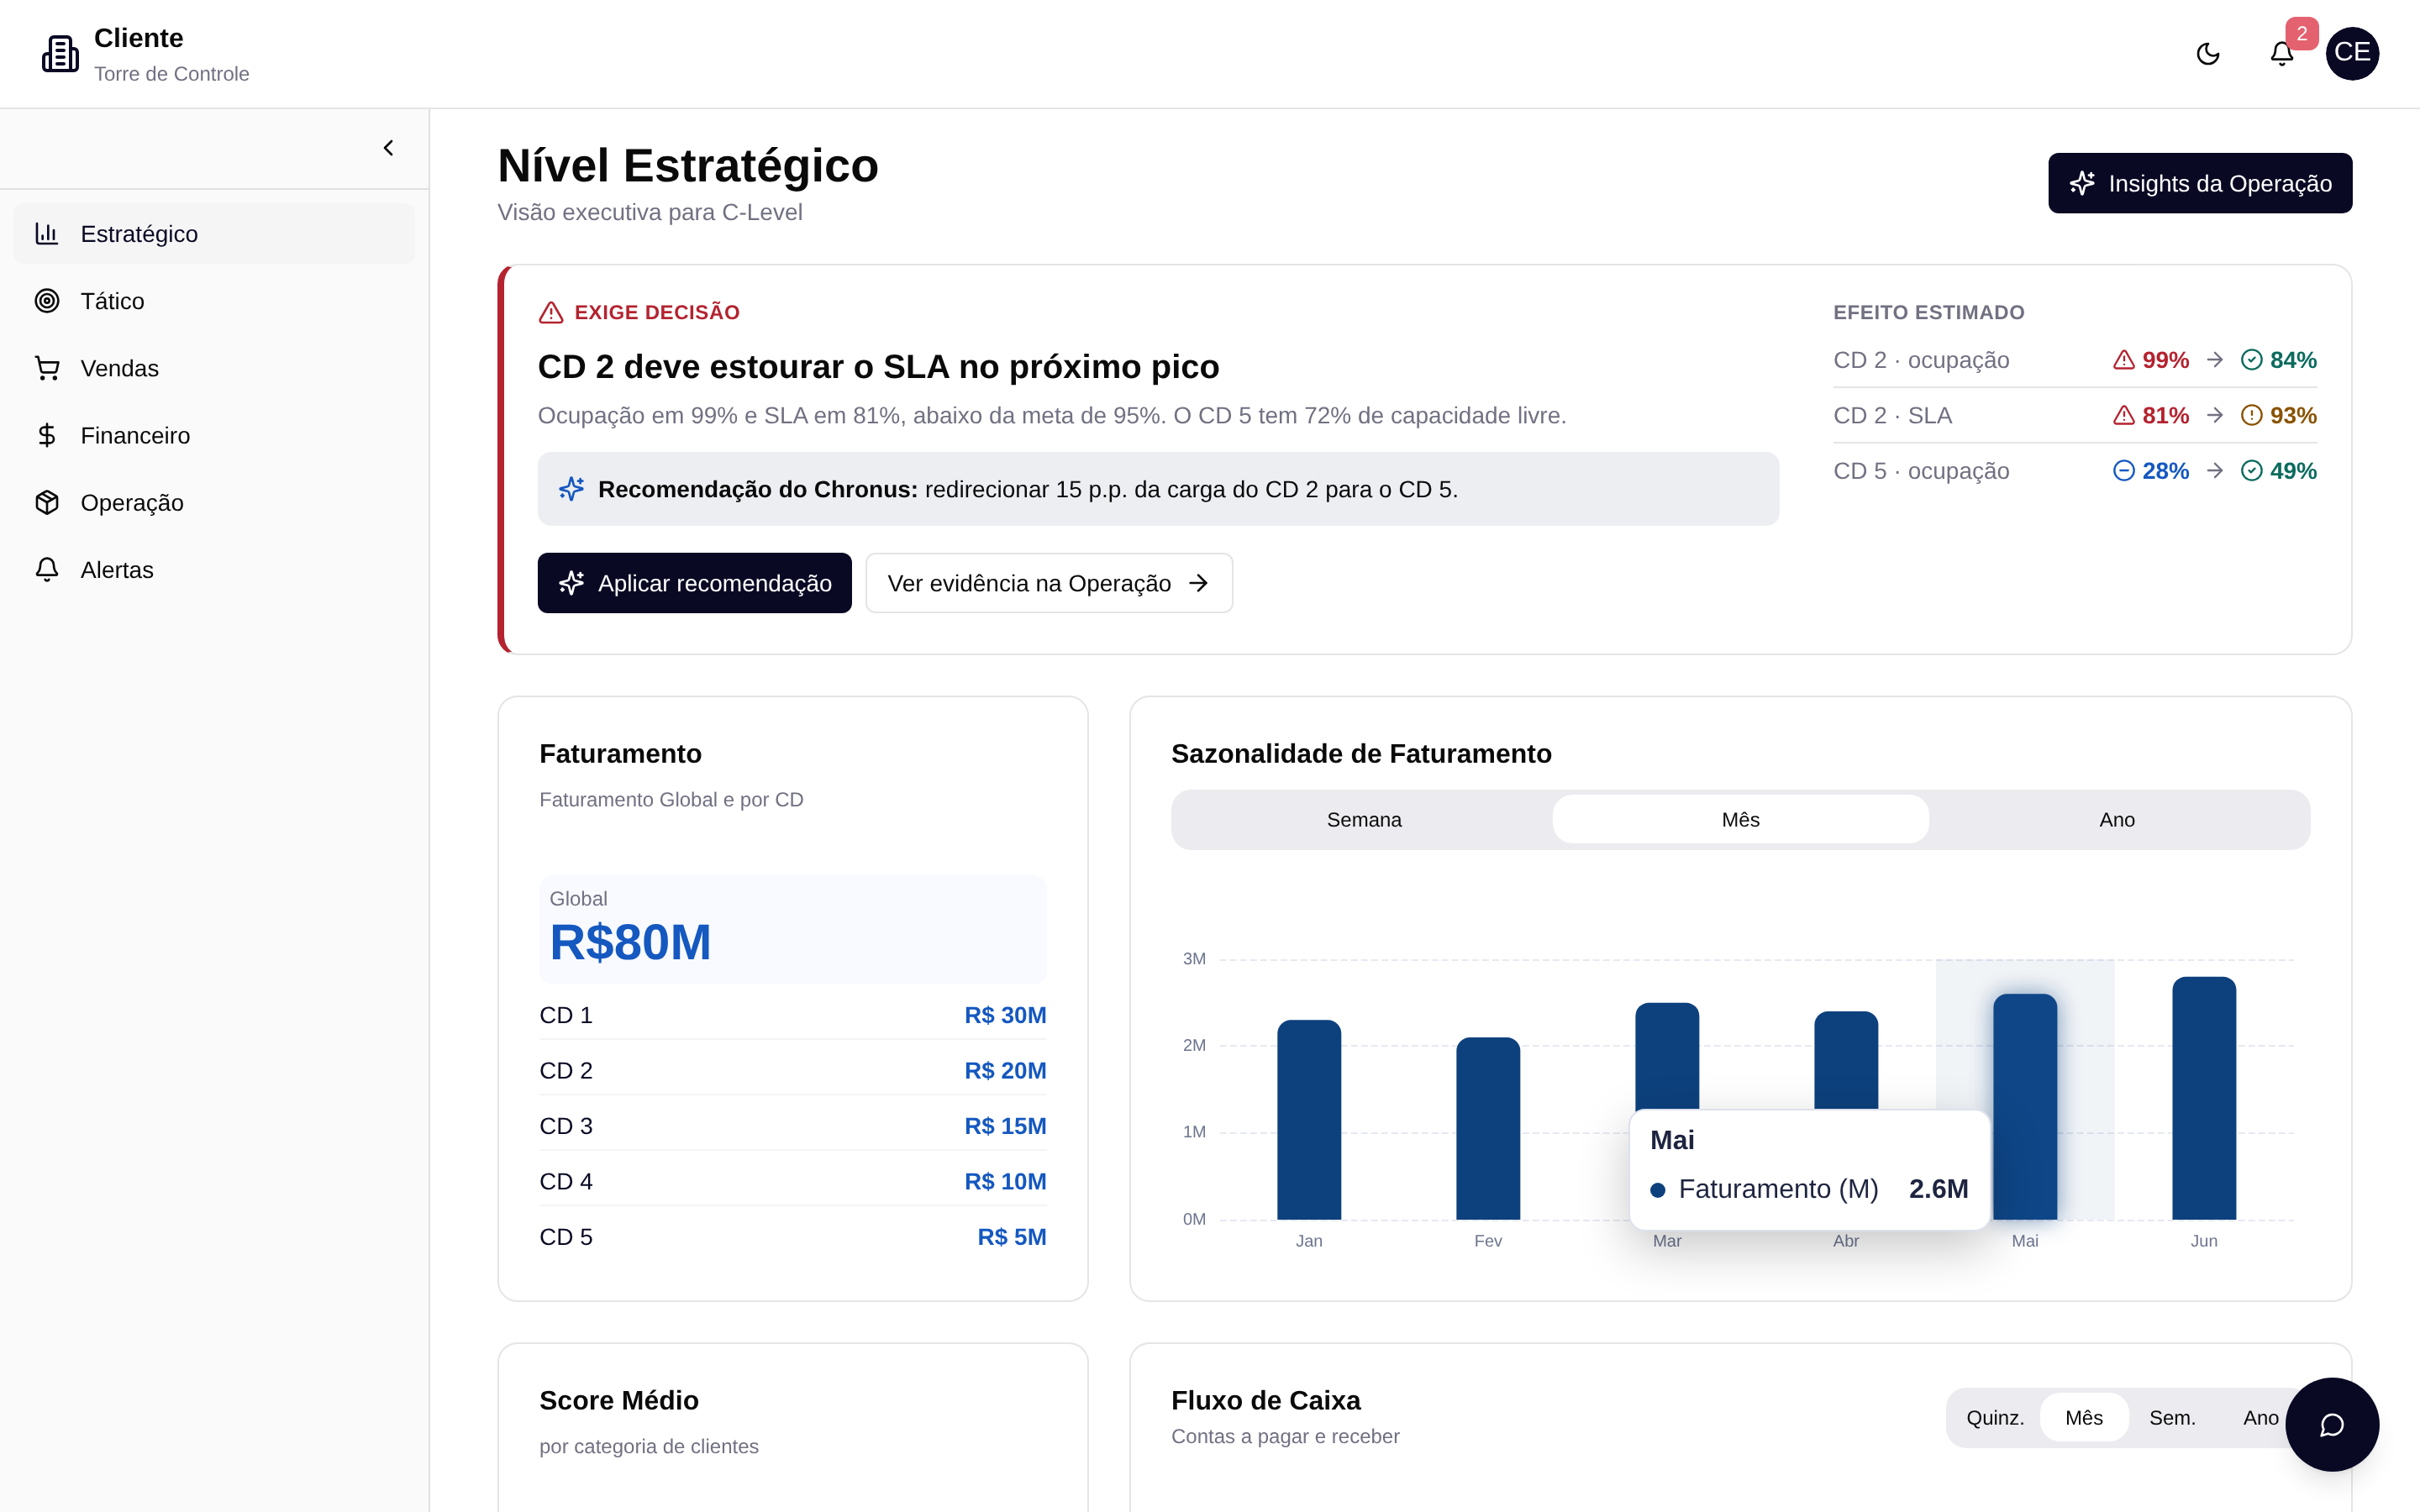 Cliente
Torre de Controle
2
CE
Estratégico
Tático
Vendas
Financeiro
Operação
Alertas
Nível Estratégico
Visão executiva para C-Level
Insights da Operação
EXIGE DECISÃO
CD 2 deve estourar o SLA no próximo pico
Ocupação em 99% e SLA em 81%, abaixo da meta de 95%. O CD 5 tem 72% de capacidade livre.
Recomendação do Chronus: redirecionar 15 p.p. da carga do CD 2 para o CD 5.
Aplicar recomendação
Ver evidência na Operação
EFEITO ESTIMADO
CD 2 · ocupação 99% → 84%
CD 2 · SLA 81% → 93%
CD 5 · ocupação 28% → 49%
Faturamento
Faturamento Global e por CD
Global
R$80M
CD 1 R$ 30M
CD 2 R$ 20M
CD 3 R$ 15M
CD 4 R$ 10M
CD 5 R$ 5M
Sazonalidade de Faturamento
Semana Mês Ano
3M
2M
1M
0M
Mai
Faturamento (M) 2.6M
Jan Fev Mar Abr Mai Jun
Score Médio
por categoria de clientes
Fluxo de Caixa
Contas a pagar e receber
Quinz. Mês Sem. Ano